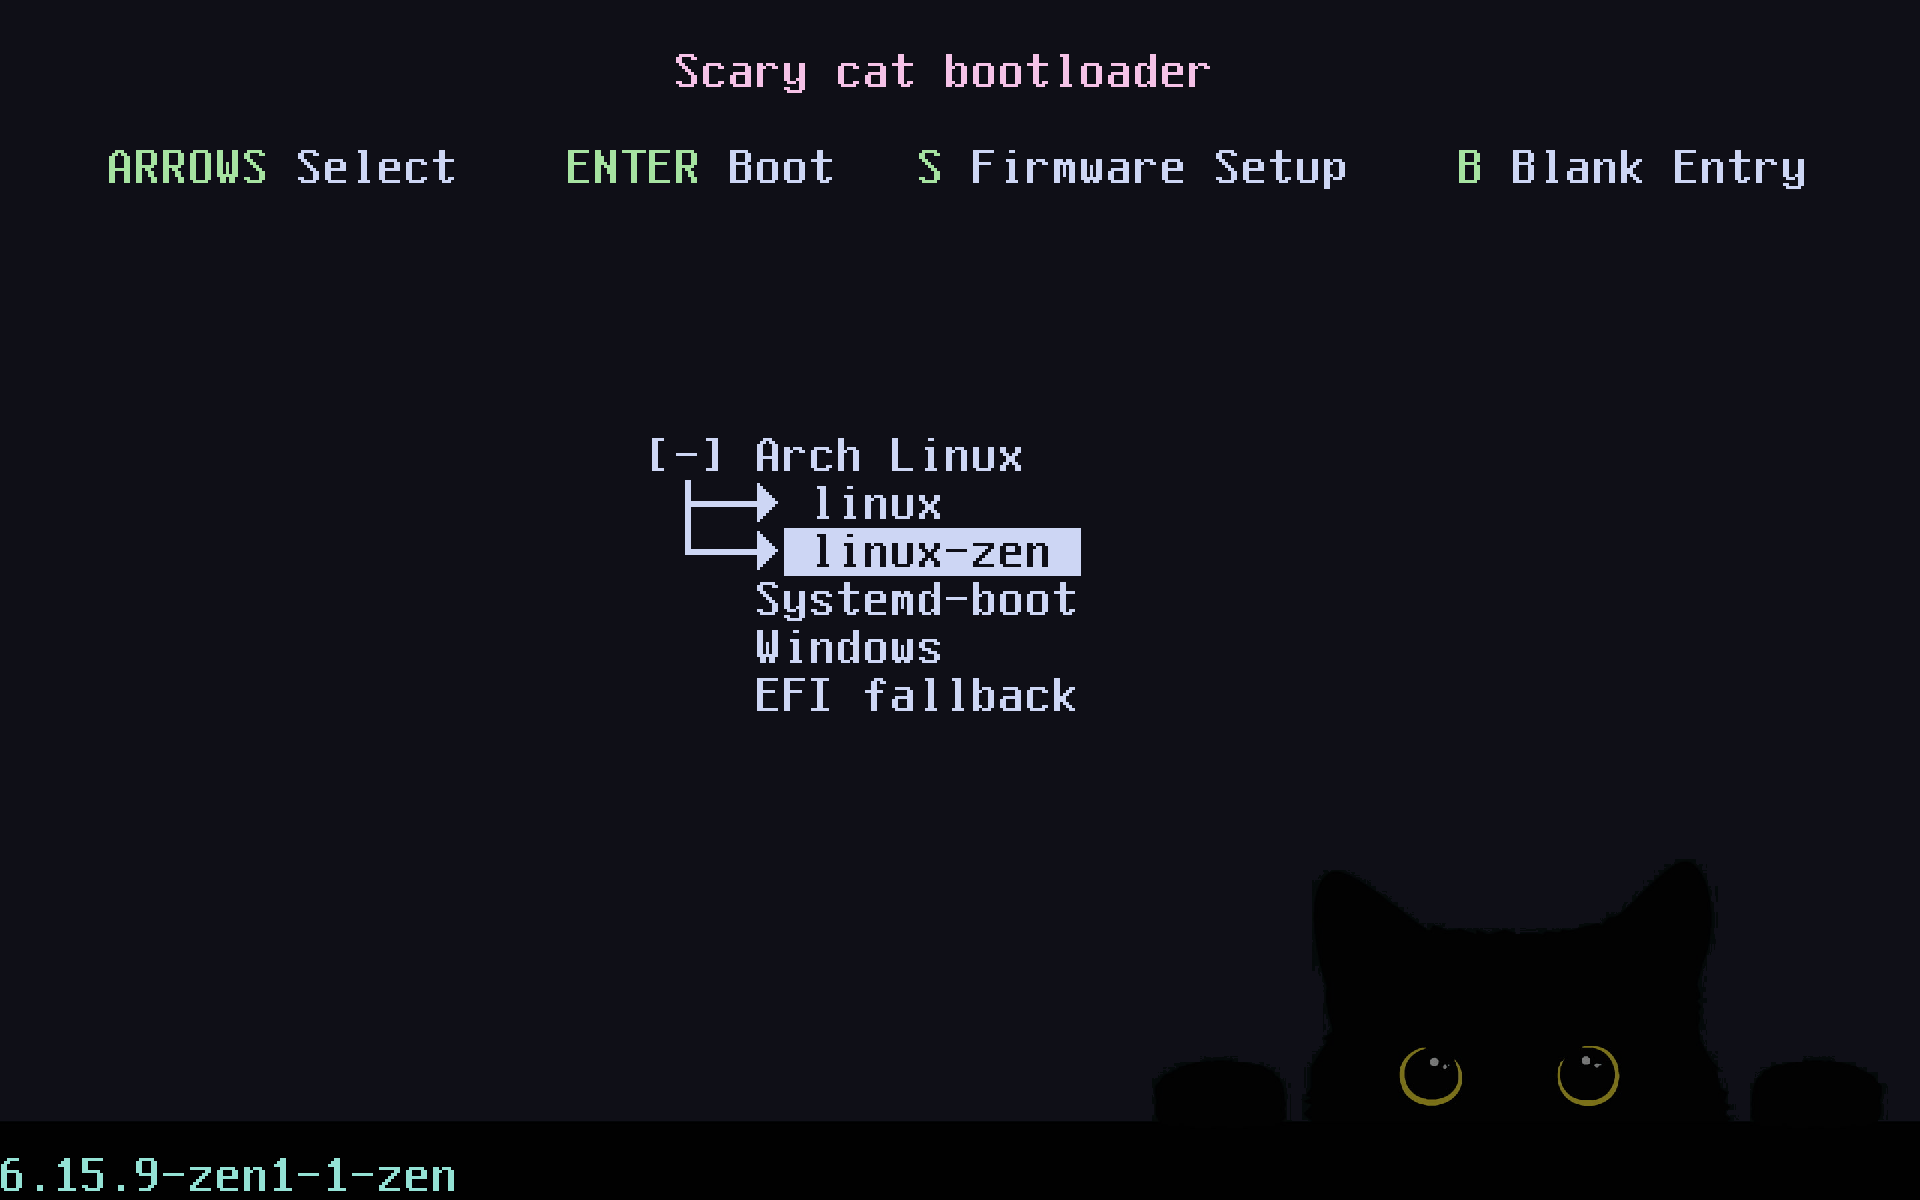 Scary cat bootloader
ARROWS Select ENTER Boot S Firmware Setup B Blank Entry
[-] Arch Linux
linux
linux-zen
Systemd-boot
Windows
EFI fallback
6.15.9-zen1-1-zen